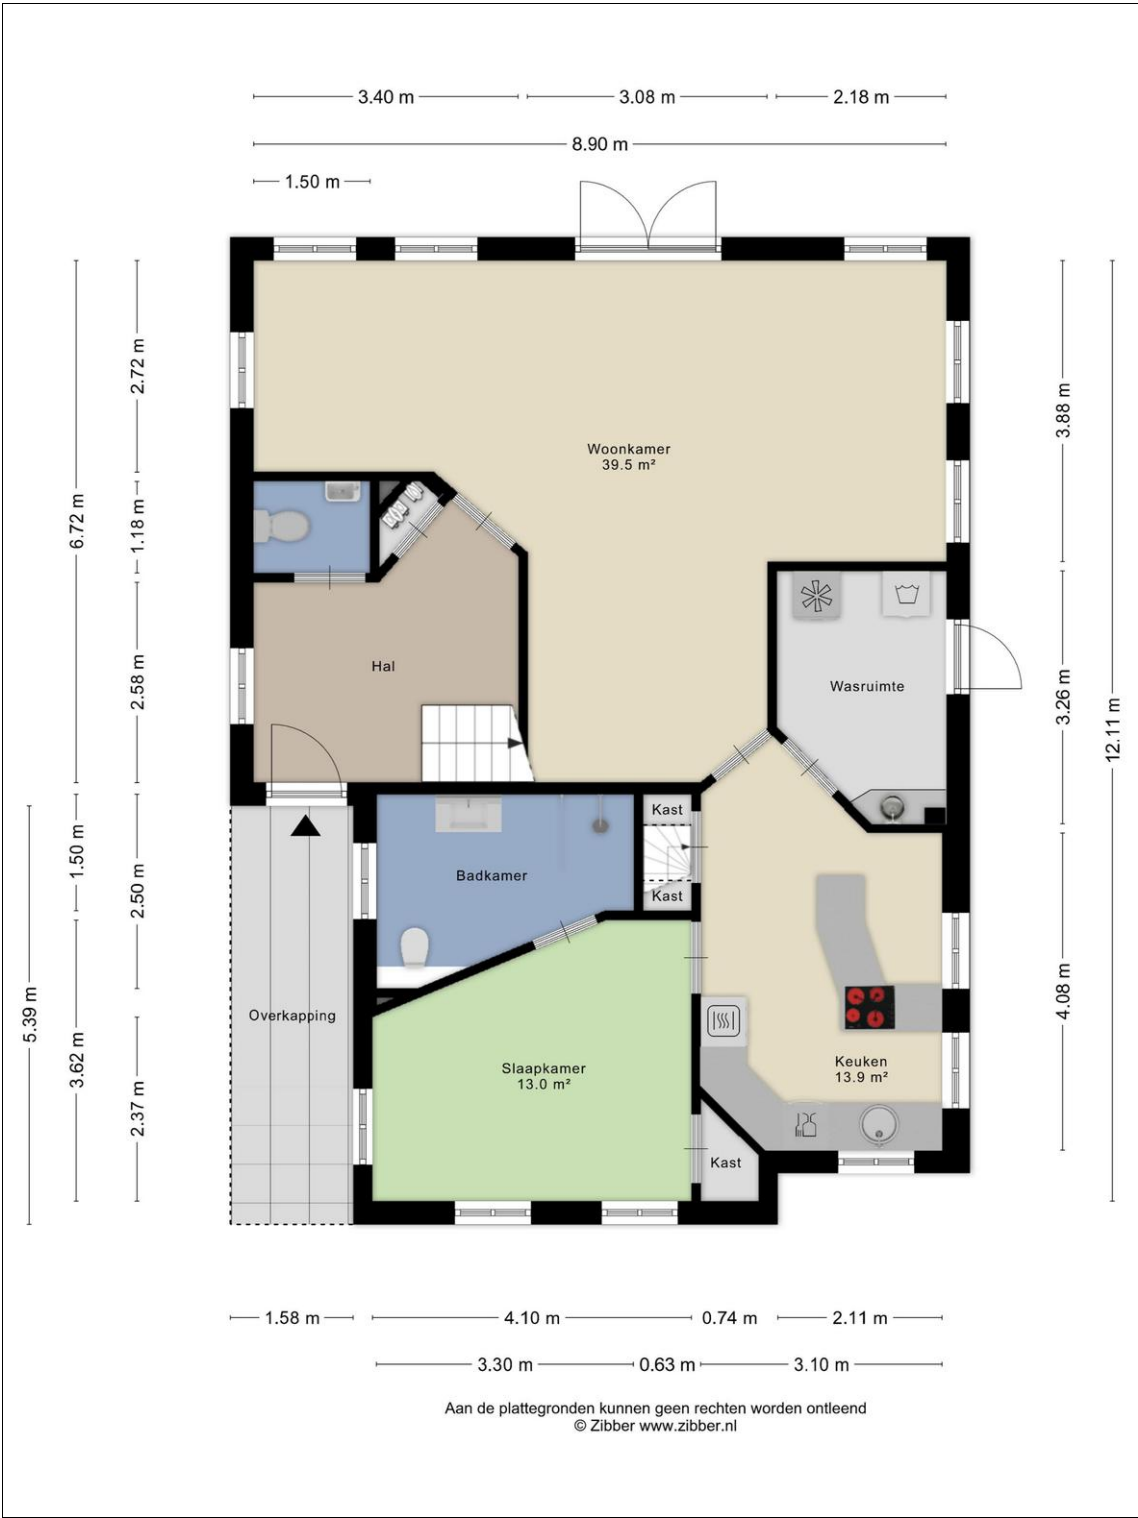 3.40 m 3.08 m 2.18 m
8.90 m
1.50 m
2.72 m
3.88 m
Woonkamer
39.5 m²
6.72 m
1.18 m
Hal
2.58 m
Wasruimte
3.26 m
12.11 m
Kast
1.50 m
2.50 m
Badkamer
Kast
5.39 m
Overkapping
4.08 m
3.62 m
Slaapkamer
13.0 m²
Keuken
13.9 m²
2.37 m
Kast
1.58 m 4.10 m 0.74 m 2.11 m
3.30 m 0.63 m 3.10 m
Aan de plattegronden kunnen geen rechten worden ontleend
© Zibber www.zibber.nl